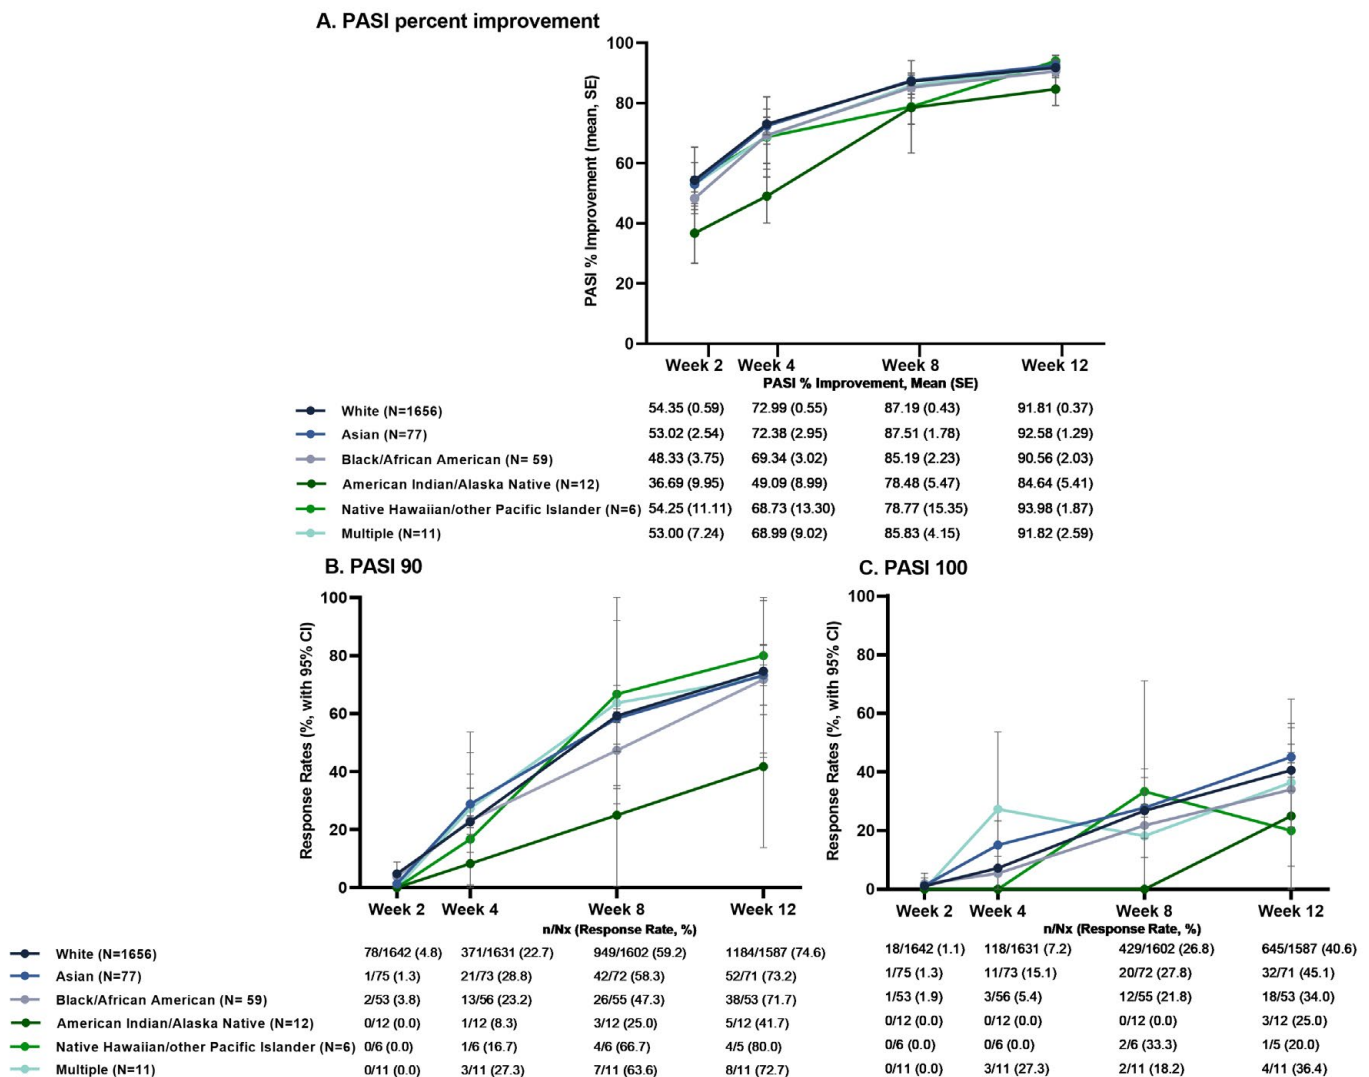 A. PASI percent improvement
PASI % Improvement (mean, SE)
100
80
60
40
20
0
Week 2 Week 4 Week 8 Week 12
PASI % Improvement, Mean (SE)
White (N=1656) 54.35 (0.59) 72.99 (0.55) 87.19 (0.43) 91.81 (0.37)
Asian (N=77) 53.02 (2.54) 72.38 (2.95) 87.51 (1.78) 92.58 (1.29)
Black/African American (N= 59) 48.33 (3.75) 69.34 (3.02) 85.19 (2.23) 90.56 (2.03)
American Indian/Alaska Native (N=12) 36.69 (9.95) 49.09 (8.99) 78.48 (5.47) 84.64 (5.41)
Native Hawaiian/other Pacific Islander (N=6) 54.25 (11.11) 68.73 (13.30) 78.77 (15.35) 93.98 (1.87)
Multiple (N=11) 53.00 (7.24) 68.99 (9.02) 85.83 (4.15) 91.82 (2.59)
B. PASI 90
Response Rates (%, with 95% CI)
100
80
60
40
20
0
Week 2 Week 4 Week 8 Week 12
n/Nx (Response Rate, %)
C. PASI 100
Response Rates (%, with 95% CI)
100
80
60
40
20
0
Week 2 Week 4 Week 8 Week 12
n/Nx (Response Rate, %)
White (N=1656) 78/1642 (4.8) 371/1631 (22.7) 949/1602 (59.2) 1184/1587 (74.6) 18/1642 (1.1) 118/1631 (7.2) 429/1602 (26.8) 645/1587 (40.6)
Asian (N=77) 1/75 (1.3) 21/73 (28.8) 42/72 (58.3) 52/71 (73.2) 1/75 (1.3) 11/73 (15.1) 20/72 (27.8) 32/71 (45.1)
Black/African American (N= 59) 2/53 (3.8) 13/56 (23.2) 26/55 (47.3) 38/53 (71.7) 1/53 (1.9) 3/56 (5.4) 12/55 (21.8) 18/53 (34.0)
American Indian/Alaska Native (N=12) 0/12 (0.0) 1/12 (8.3) 3/12 (25.0) 5/12 (41.7) 0/12 (0.0) 0/12 (0.0) 0/12 (0.0) 3/12 (25.0)
Native Hawaiian/other Pacific Islander (N=6) 0/6 (0.0) 1/6 (16.7) 4/6 (66.7) 4/5 (80.0) 0/6 (0.0) 0/6 (0.0) 2/6 (33.3) 1/5 (20.0)
Multiple (N=11) 0/11 (0.0) 3/11 (27.3) 7/11 (63.6) 8/11 (72.7) 0/11 (0.0) 3/11 (27.3) 2/11 (18.2) 4/11 (36.4)